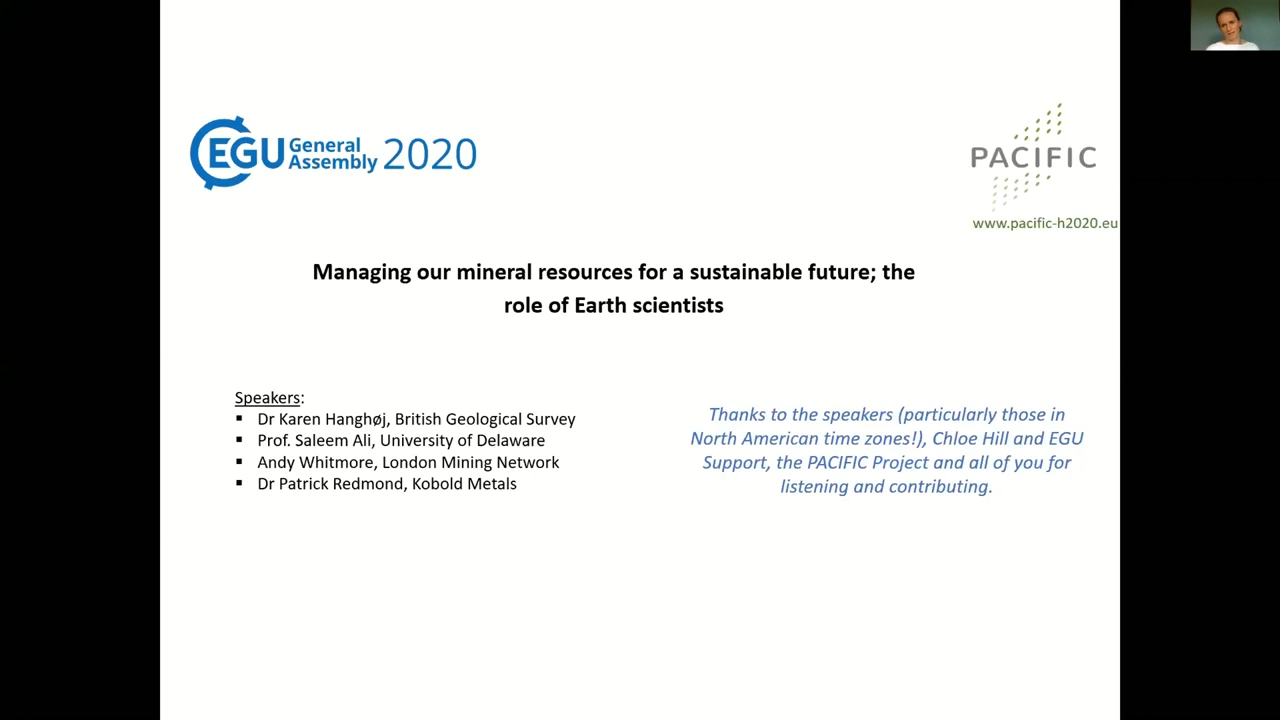 EGU General Assembly 2020
PACIFIC
www.pacific-h2020.eu
Managing our mineral resources for a sustainable future; the
role of Earth scientists
Speakers:
▪ Dr Karen Hanghøj, British Geological Survey
▪ Prof. Saleem Ali, University of Delaware
▪ Andy Whitmore, London Mining Network
▪ Dr Patrick Redmond, Kobold Metals
Thanks to the speakers (particularly those in
North American time zones!), Chloe Hill and EGU
Support, the PACIFIC Project and all of you for
listening and contributing.